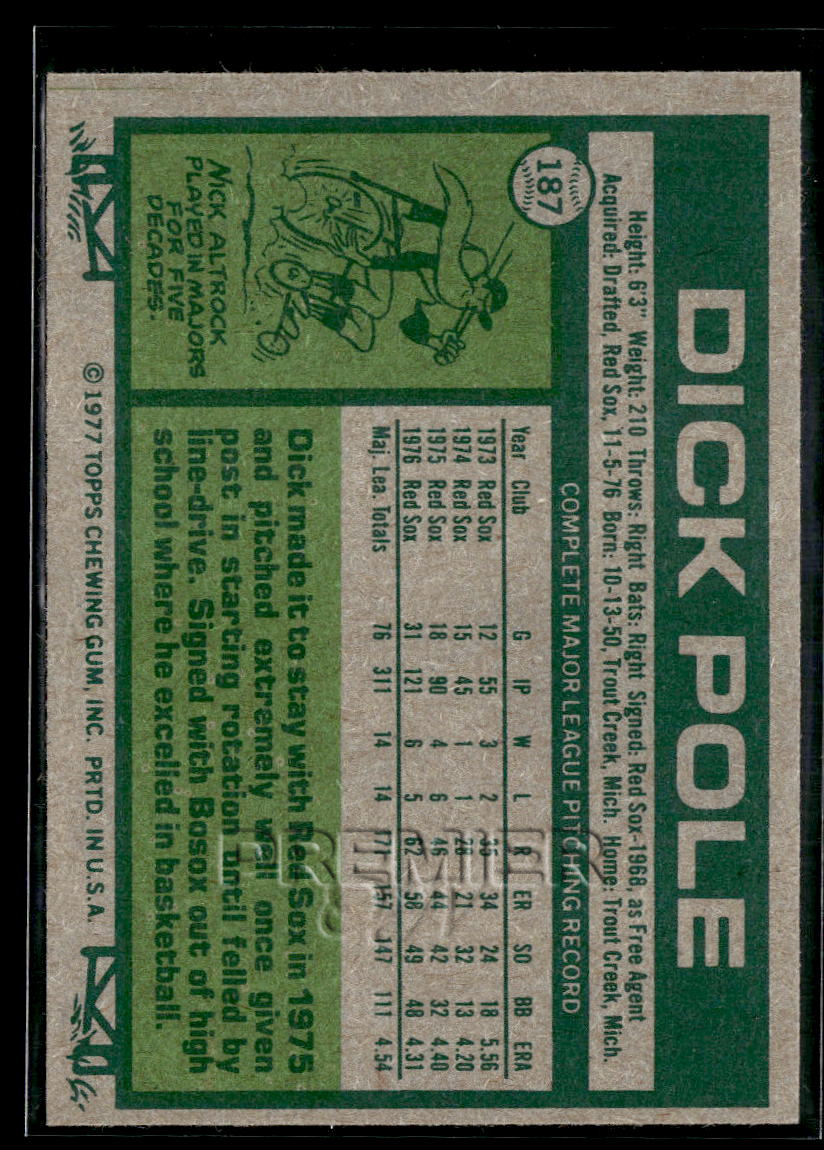 187
DICK POLE
Height: 6'3" Weight: 210 Throws: Right Bats: Right Signed: Red Sox-1968, as Free Agent
Acquired: Drafted, Red Sox, 11-5-76 Born: 10-13-50, Trout Creek, Mich. Home: Trout Creek, Mich.
COMPLETE MAJOR LEAGUE PITCHING RECORD
Year Club G IP W L R ER SO BB ERA
1973 Red Sox 12 55 3 2 35 34 24 18 5.56
1974 Red Sox 15 45 1 1 28 21 32 13 4.20
1975 Red Sox 18 90 4 6 46 44 42 32 4.40
1976 Red Sox 31 121 6 5 62 58 49 48 4.31
Maj. Lea. Totals 76 311 14 14 171 157 147 111 4.54
NICK ALTROCK
PLAYED IN MAJORS
FOR FIVE
DECADES.
Dick made it to stay with Red Sox in 1975
and pitched extremely well once given
post in starting rotation until felled by
line-drive. Signed with Bosox out of high
school where he excelled in basketball.
© 1977 TOPPS CHEWING GUM, INC. PRTD. IN U.S.A.
PREMIER